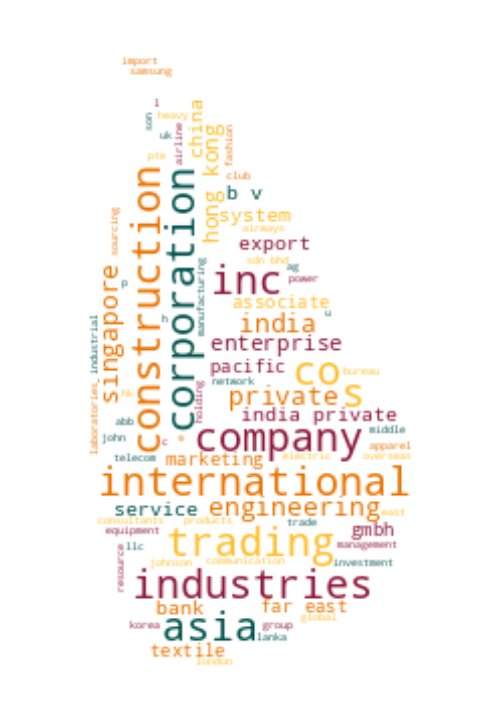 import
samsung
l
son
heavy
china
uk
airline
hong kong
fashion
pte
club
construction
corporation
b v
sourcing
system
airways
export
sdn bhd
ag
singapore
manufacturing
inc
power
p
associate
u
industrial
h
india
enterprise
pacific
co
bureau
network
laboratories
hk
holding
private
s
india private
abb
company
middle
john
c
e
apparel
telecom
marketing
electric
overseas
international
service
engineering
east
consultants
products
trade
equipment
gmbh
trading
llc
management
resource
johnson
communication
investment
industries
bank
far east
global
korea
asia
group
lanka
textile
london